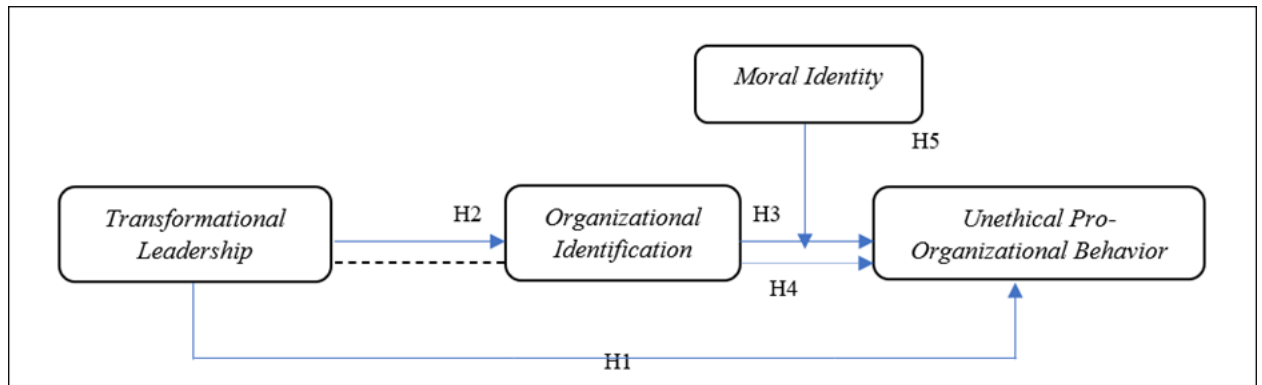 Moral Identity
H5
Transformational
Leadership
H2
Organizational
Identification
H3
H4
Unethical Pro-
Organizational Behavior
H1